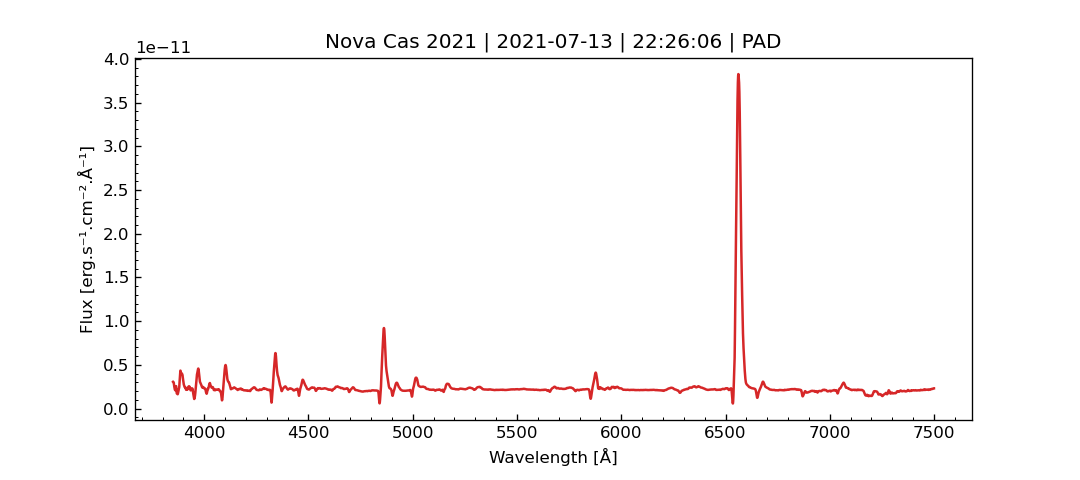 Nova Cas 2021 | 2021-07-13 | 22:26:06 | PAD
1e−11
4.0
3.5
3.0
2.5
2.0
1.5
1.0
0.5
0.0
Flux [erg.s⁻¹.cm⁻².Å⁻¹]
4000 4500 5000 5500 6000 6500 7000 7500
Wavelength [Å]